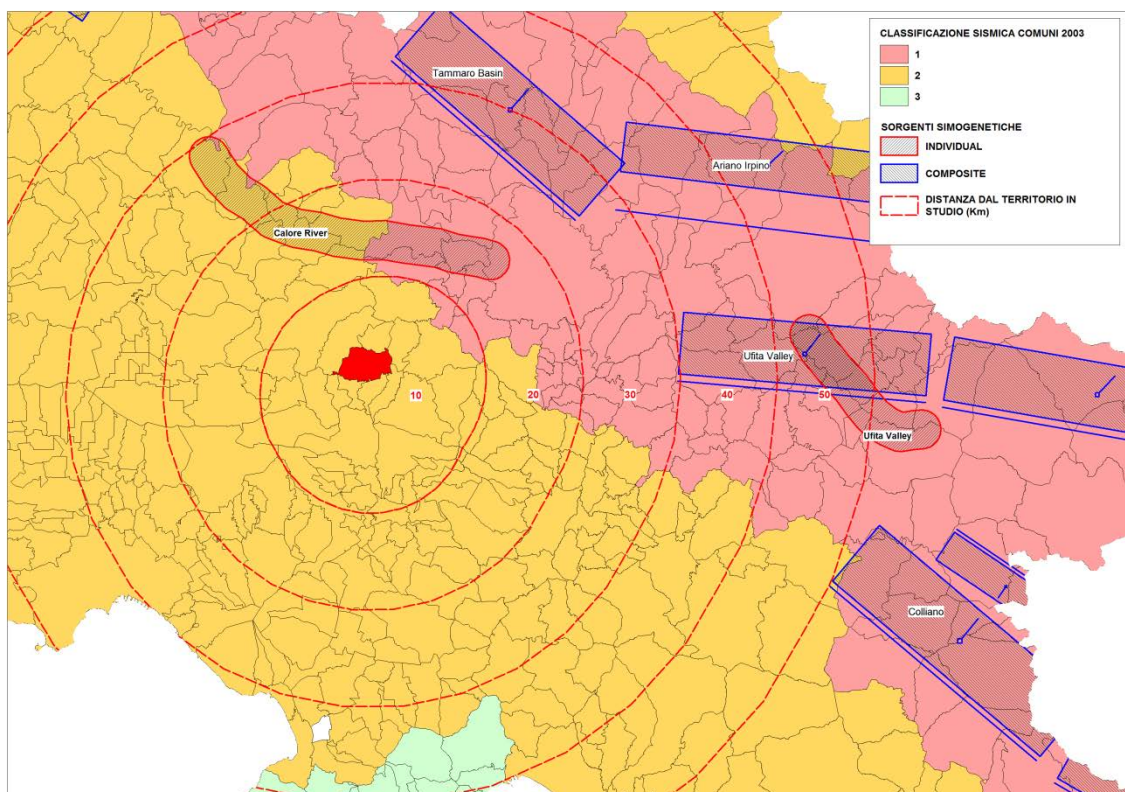 CLASSIFICAZIONE SISMICA COMUNI 2003
1
2
3
SORGENTI SIMOGENETICHE
INDIVIDUAL
COMPOSITE
DISTANZA DAL TERRITORIO IN
STUDIO (Km)
Tammaro Basin
Ariano Irpino
Calore River
Ufita Valley
10
20
30
40
50
Ufita Valley
Colliano